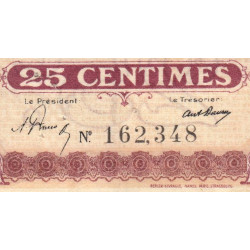 25 CENTIMES
Le Président Le Trésorier
No. 162,348